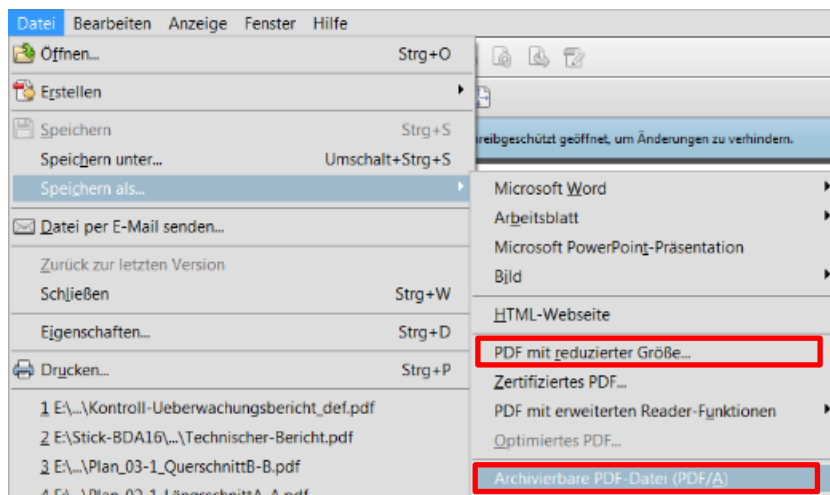 Datei Bearbeiten Anzeige Fenster Hilfe
Öffnen... Strg+O
Erstellen
Speichern Strg+S
Speichern unter... Umschalt+Strg+S
Speichern als...
Datei per E-Mail senden...
Zurück zur letzten Version
Schließen Strg+W
Eigenschaften... Strg+D
Drucken... Strg+P
1 E:\...\Kontroll-Ueberwachungsbericht_def.pdf
2 E:\Stick-BDA16\...\Technischer-Bericht.pdf
3 E:\...\Plan_03-1_QuerschnittB-B.pdf
4 E:\...\Plan_02-1_LängsschnittA-A.pdf
reibgeschützt geöffnet, um Änderungen zu verhindern.
Microsoft Word
Arbeitsblatt
Microsoft PowerPoint-Präsentation
Bild
HTML-Webseite
PDF mit reduzierter Größe...
Zertifiziertes PDF...
PDF mit erweiterten Reader-Funktionen
Optimiertes PDF...
Archivierbare PDF-Datei (PDF/A)